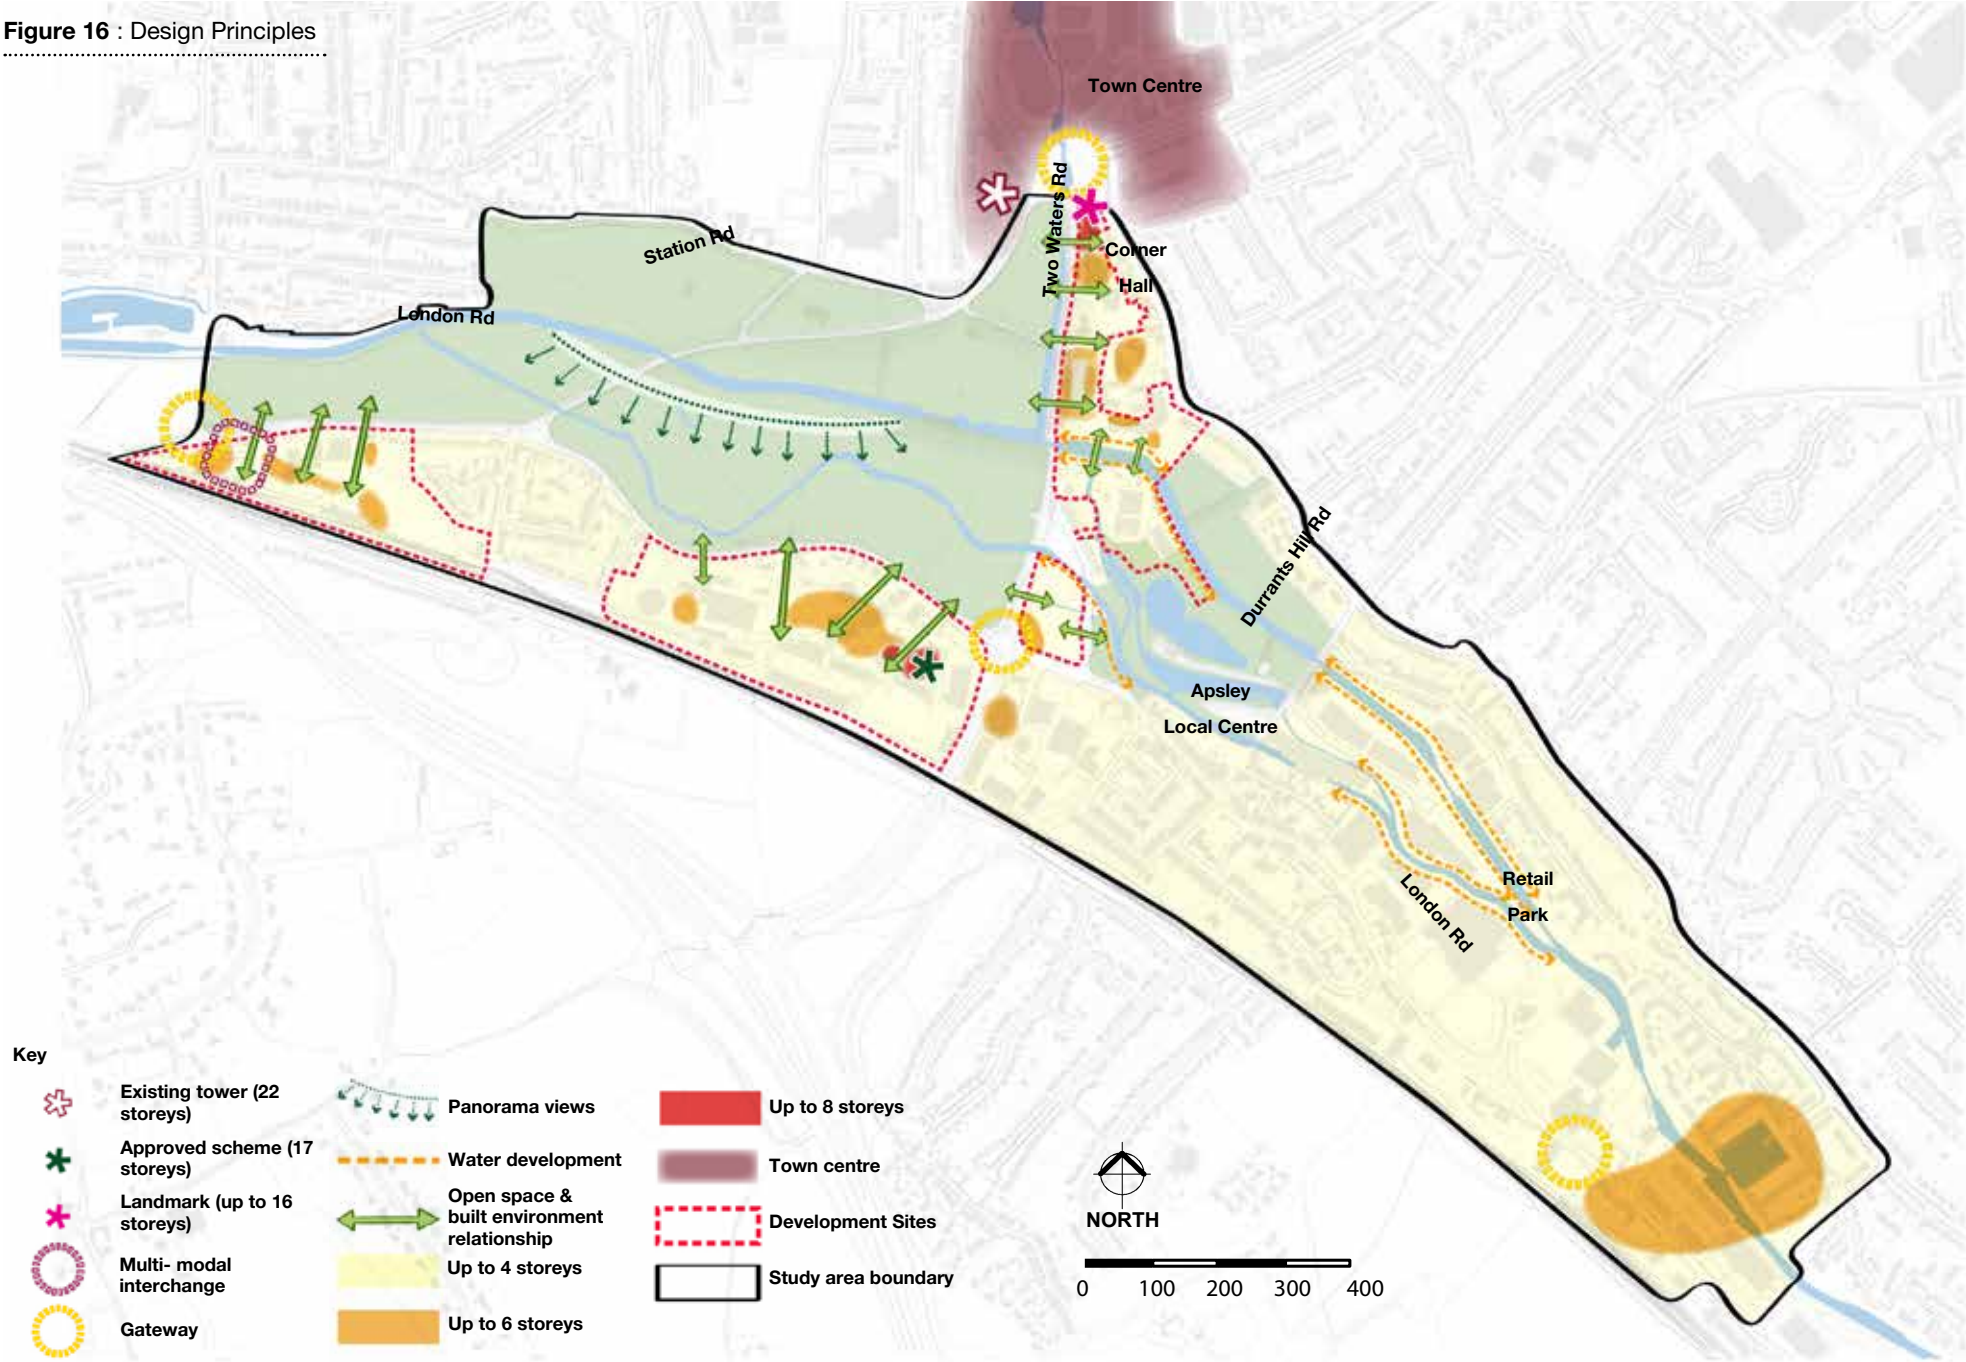 Figure 16 : Design Principles
Town Centre
Two Waters Rd
Station Rd
Corner
Hall
London Rd
Durrants Hill Rd
Apsley
Local Centre
Retail
Park
London Rd
Key
Existing tower (22
storeys)
Approved scheme (17
storeys)
Landmark (up to 16
storeys)
Multi- modal
interchange
Gateway
Panorama views
Water development
Open space &
built environment
relationship
Up to 4 storeys
Up to 6 storeys
Up to 8 storeys
Town centre
Development Sites
Study area boundary
NORTH
0 100 200 300 400